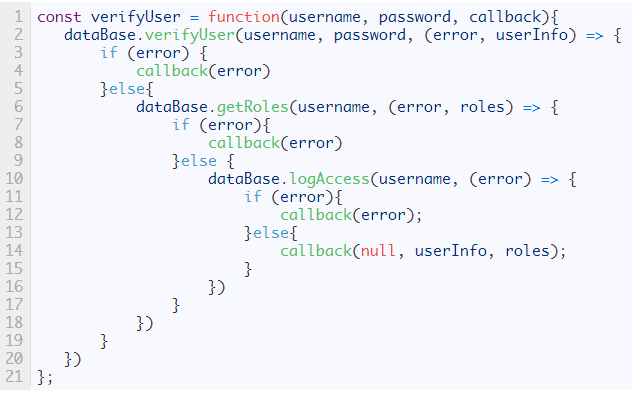 1 const verifyUser = function(username, password, callback){
2    dataBase.verifyUser(username, password, (error, userInfo) => {
3        if (error) {
4            callback(error)
5        }else{
6            dataBase.getRoles(username, (error, roles) => {
7                if (error){
8                    callback(error)
9                }else {
10                    dataBase.logAccess(username, (error) => {
11                        if (error){
12                            callback(error);
13                        }else{
14                            callback(null, userInfo, roles);
15                        }
16                    })
17                }
18            })
19        }
20    })
21 };